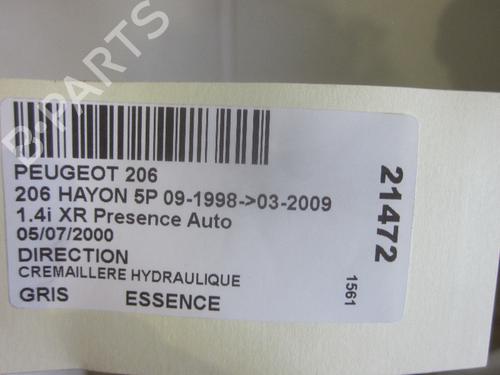 B-PARTS
PEUGEOT 206
206 HAYON 5P 09-1998->03-2009
1.4i XR Presence Auto
05/07/2000
DIRECTION
CREMAILLERE HYDRAULIQUE
GRIS ESSENCE
21472
1561